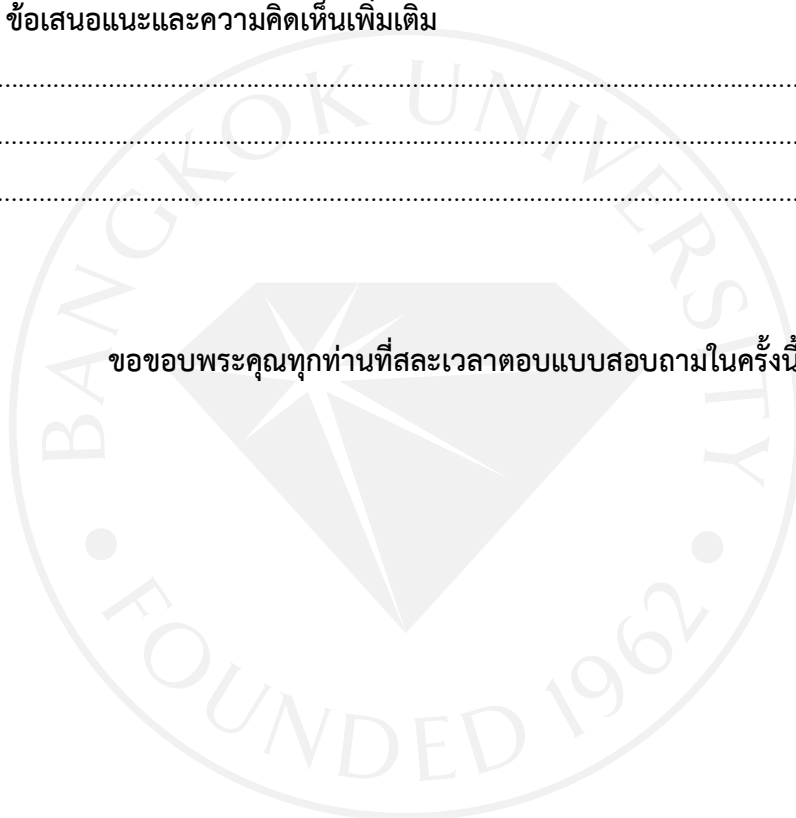 ข้อเสนอแนะและความคิดเห็นเพิ่มเติม
ขอขอบพระคุณทุกท่านที่สละเวลาตอบแบบสอบถามในครั้งนี้
BANGKOK UNIVERSITY
FOUNDED 1962